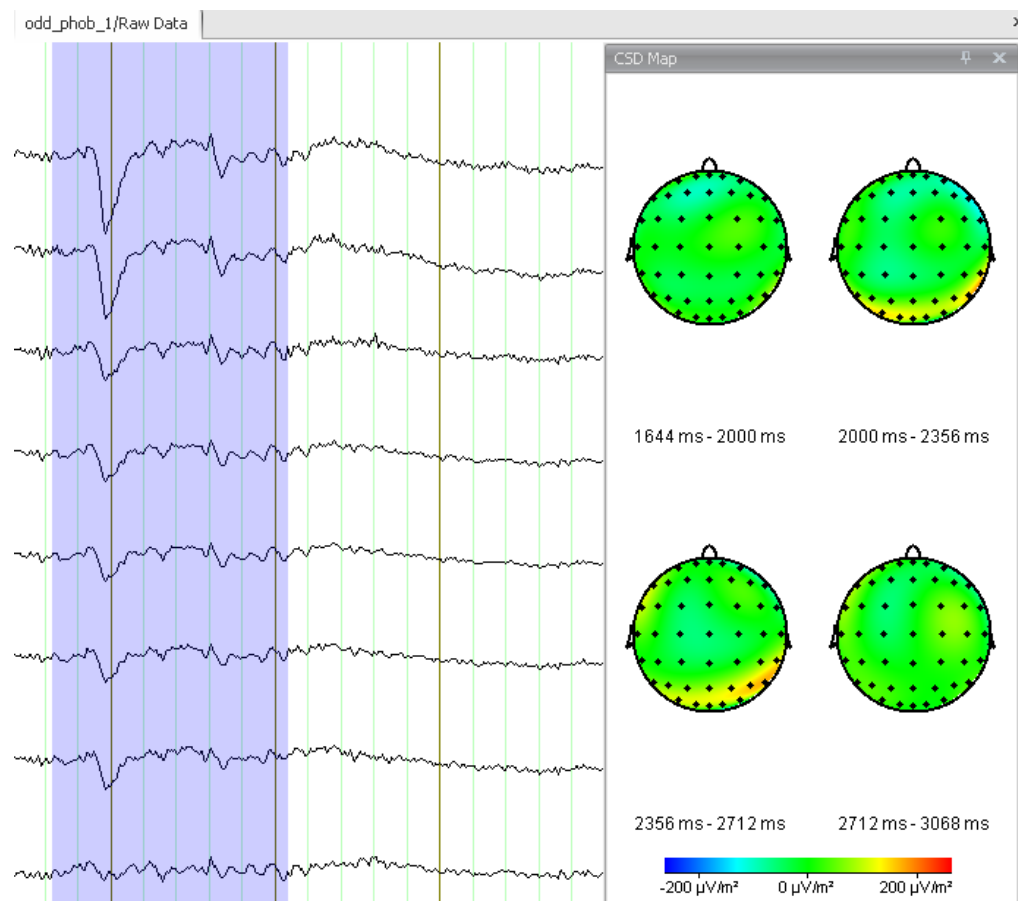 odd_phob_1/Raw Data
CSD Map
1644 ms - 2000 ms
2000 ms - 2356 ms
2356 ms - 2712 ms
2712 ms - 3068 ms
-200 µV/m² 0 µV/m² 200 µV/m²